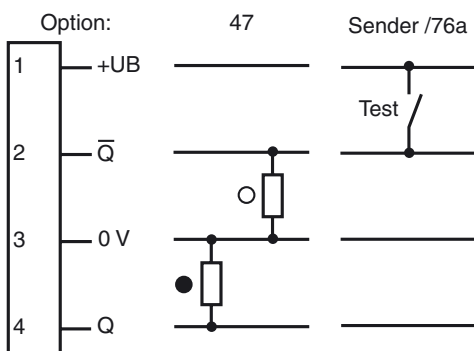 Option: 47 Sender /76a
1 +UB
Test
2 Q̅
3 0 V
4 Q